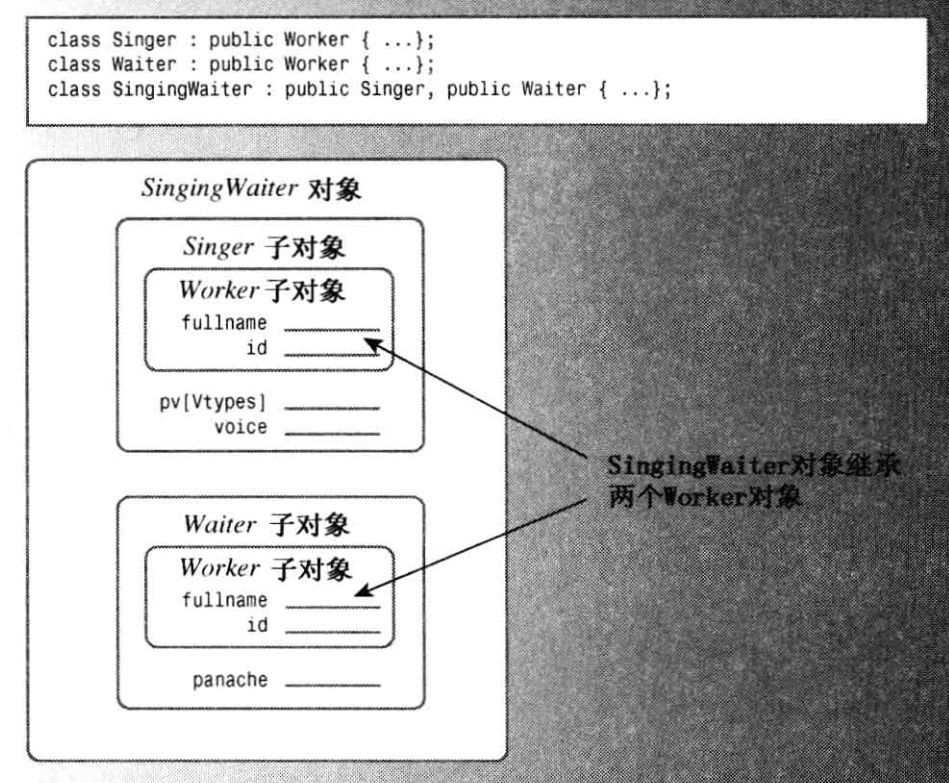 class Singer : public Worker { ...};
class Waiter : public Worker { ...};
class SingingWaiter : public Singer, public Waiter { ...};
SingingWaiter 对象
Singer 子对象
Worker 子对象
fullname
id
pv[Vtypes]
voice
SingingWaiter对象继承
两个Worker对象
Waiter 子对象
Worker 子对象
fullname
id
panache